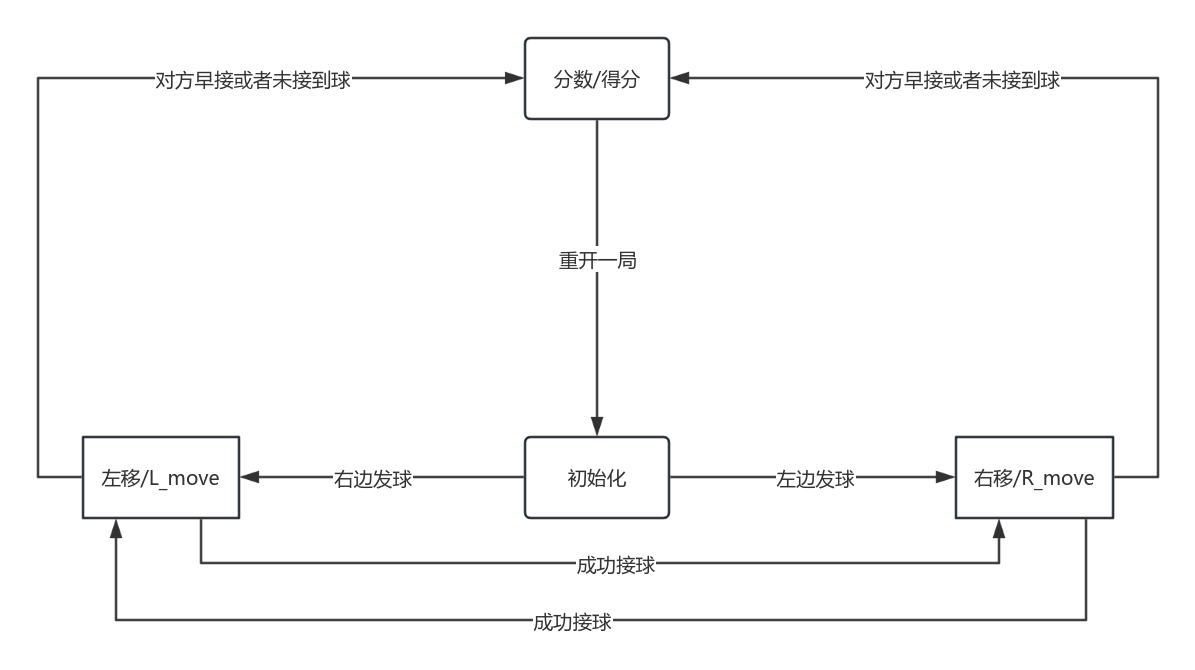 分数/得分
对方早接或者未接到球
对方早接或者未接到球
重开一局
左移/L_move
右边发球
初始化
左边发球
右移/R_move
成功接球
成功接球